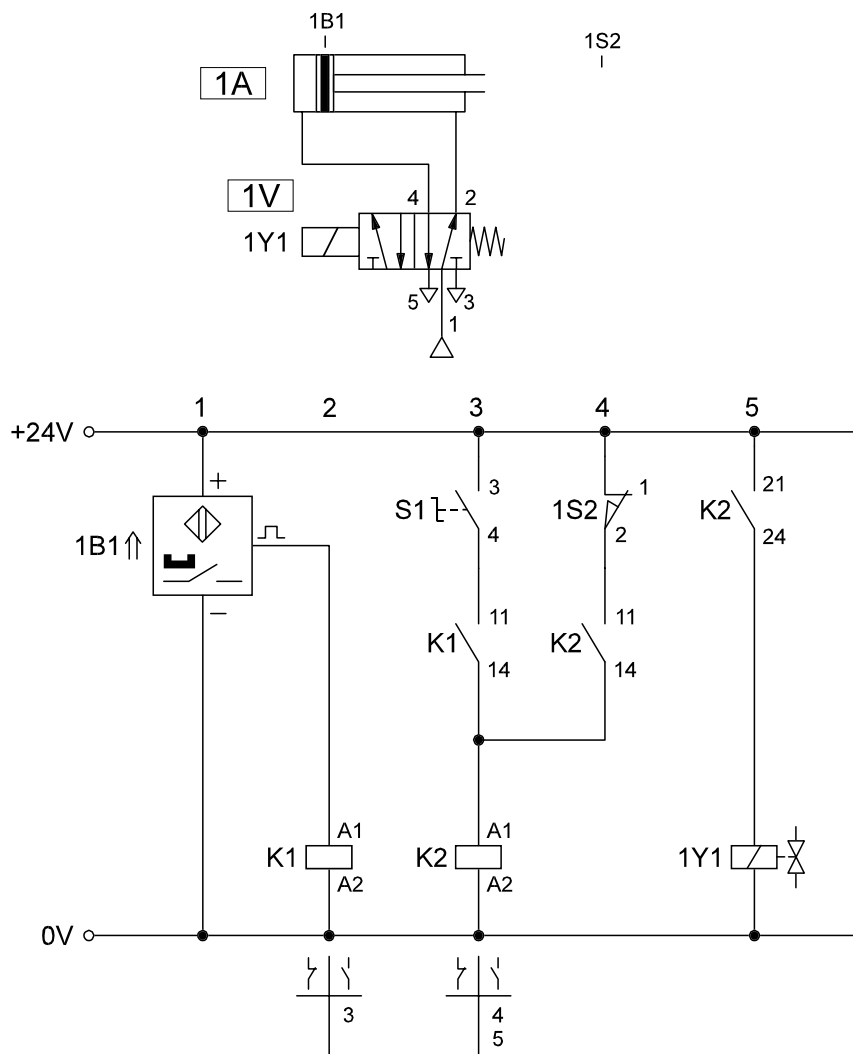 1B1
1S2
1A
1V
4 2
1Y1
5 3
1
1 2 3 4 5
+24V
+
3 1 21
S1 1S2 K2
1B1
4 2 24
−
11 11
K1 K2
14 14
A1 A1
K1 K2 1Y1
A2 A2
0V
3 4
5